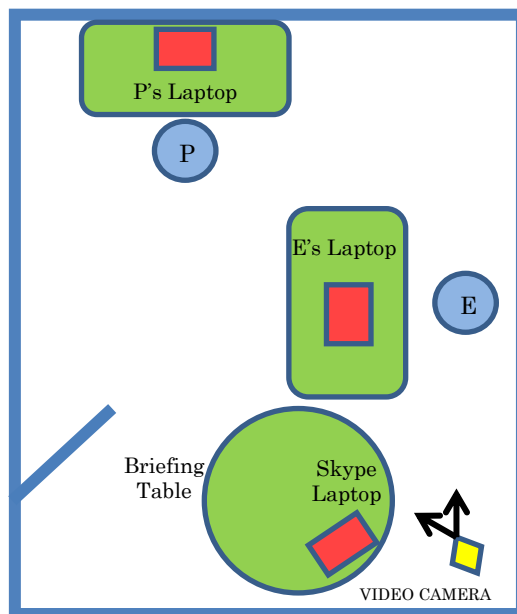 P's Laptop
P
E's Laptop
E
Briefing
Table
Skype
Laptop
VIDEO CAMERA